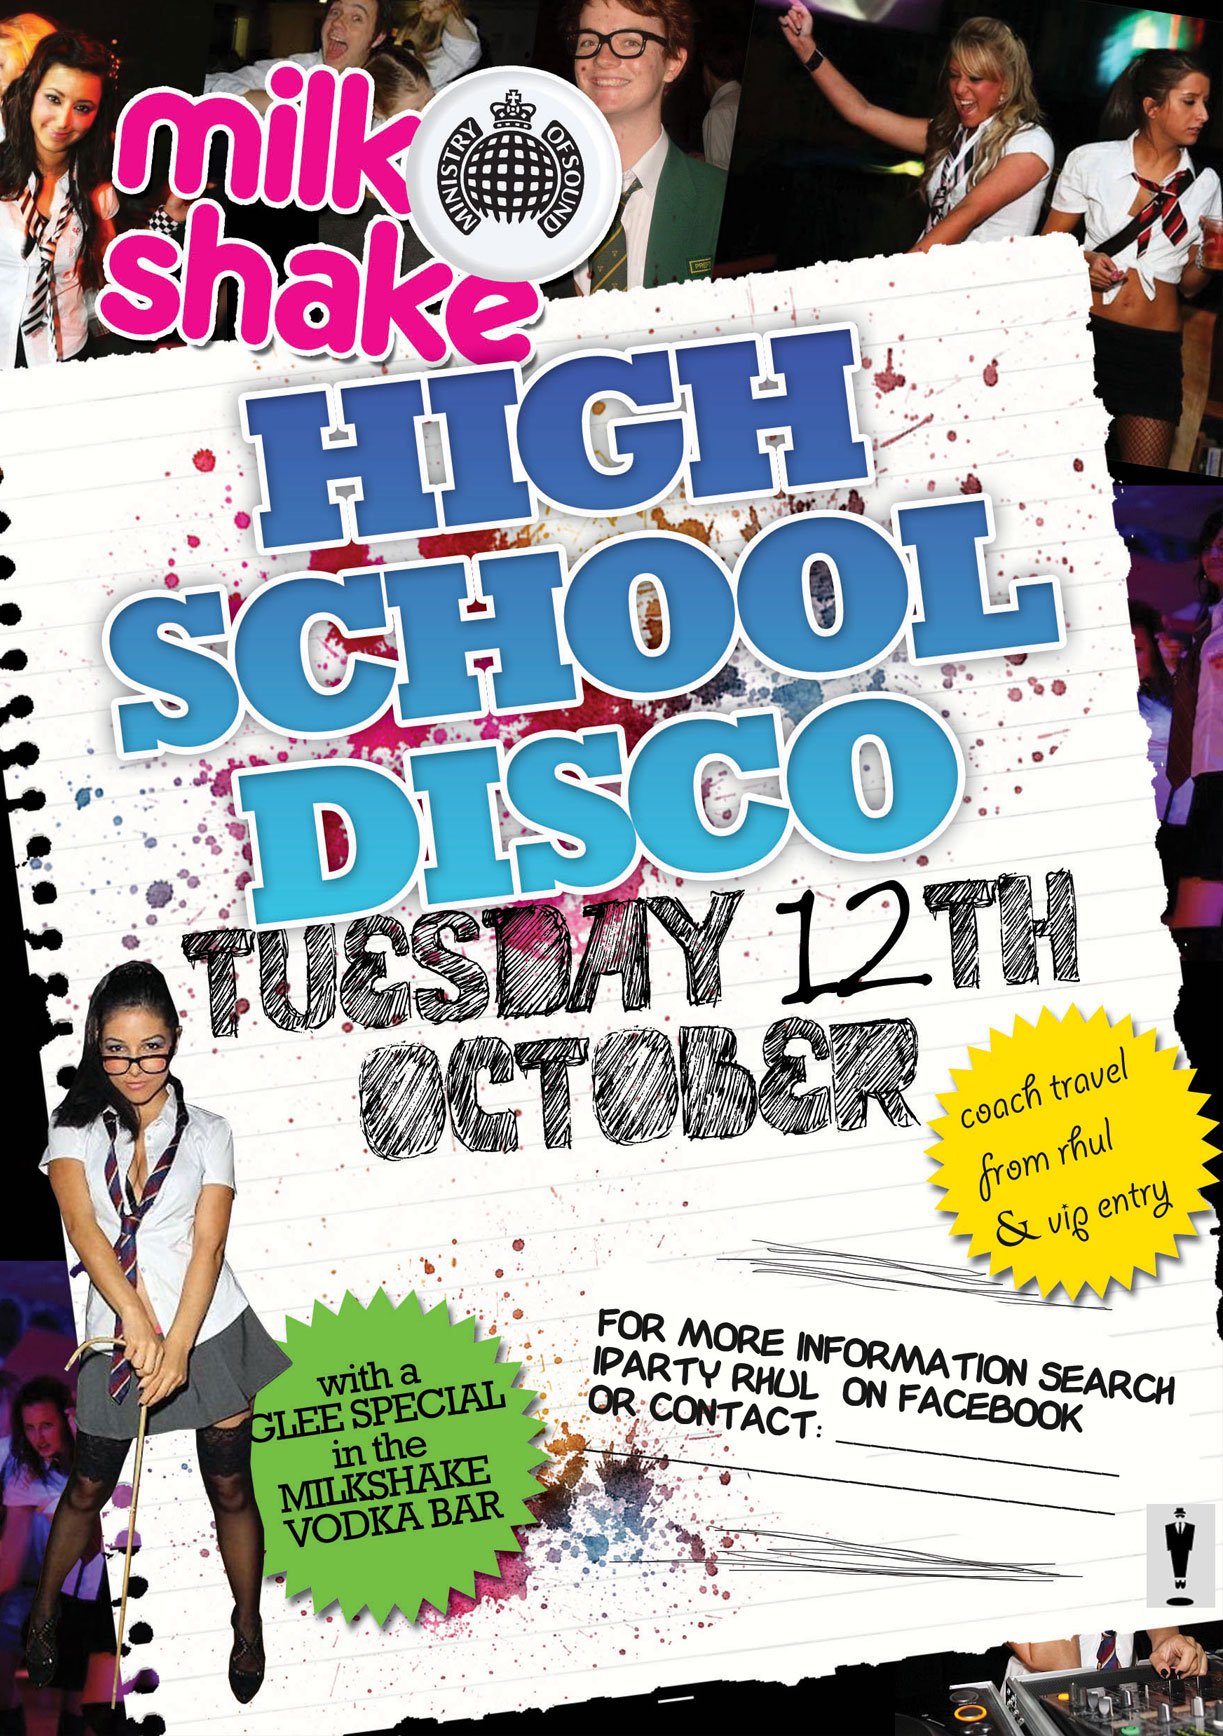 milk
shake
MINISTRY OF SOUND
HIGH
SCHOOL
DISCO
TUESDAY 12TH
OCTOBER
coach travel
from rhul
& vip entry
with a
GLEE SPECIAL
in the
MILKSHAKE
VODKA BAR
FOR MORE INFORMATION SEARCH
IPARTY RHUL ON FACEBOOK
OR CONTACT: